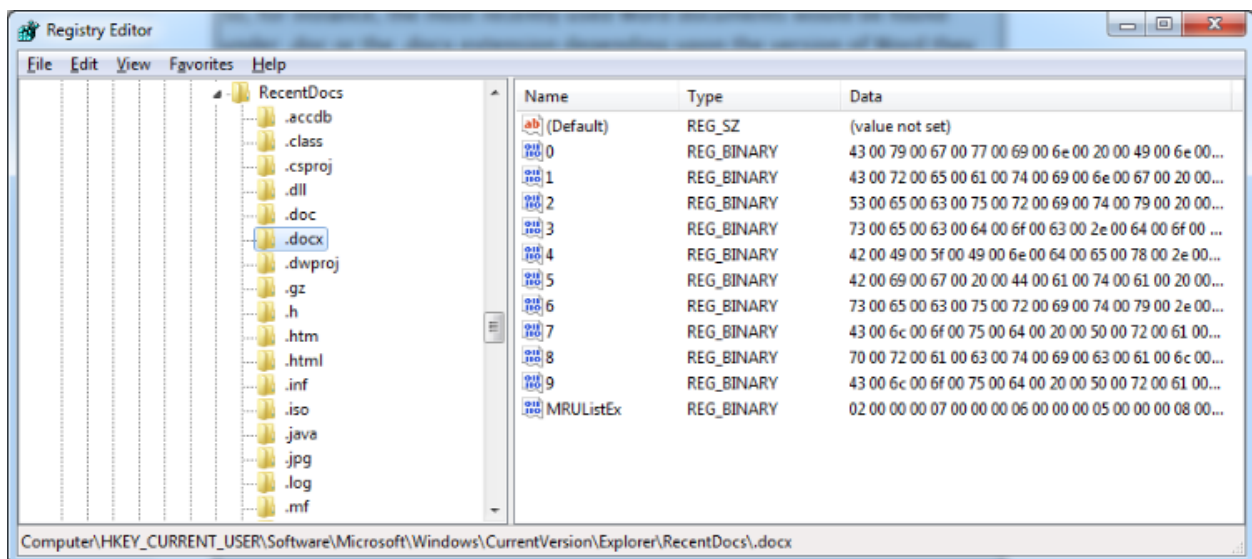 Registry Editor
File Edit View Favorites Help
RecentDocs
.accdb
.class
.csproj
.dll
.doc
.docx
.dwproj
.gz
.h
.htm
.html
.inf
.iso
.java
.jpg
.log
.mf
Name Type Data
(Default) REG_SZ (value not set)
0 REG_BINARY 43 00 79 00 67 00 77 00 69 00 6e 00 20 00 49 00 6e 00...
1 REG_BINARY 43 00 72 00 65 00 61 00 74 00 69 00 6e 00 67 00 20 00...
2 REG_BINARY 53 00 65 00 63 00 75 00 72 00 69 00 74 00 79 00 20 00...
3 REG_BINARY 73 00 65 00 63 00 64 00 6f 00 63 00 2e 00 64 00 6f 00 ...
4 REG_BINARY 42 00 49 00 5f 00 49 00 6e 00 64 00 65 00 78 00 2e 00...
5 REG_BINARY 42 00 69 00 67 00 20 00 44 00 61 00 74 00 61 00 20 00...
6 REG_BINARY 73 00 65 00 63 00 75 00 72 00 69 00 74 00 79 00 2e 00...
7 REG_BINARY 43 00 6c 00 6f 00 75 00 64 00 20 00 50 00 72 00 61 00...
8 REG_BINARY 70 00 72 00 61 00 63 00 74 00 69 00 63 00 61 00 6c 00...
9 REG_BINARY 43 00 6c 00 6f 00 75 00 64 00 20 00 50 00 72 00 61 00...
MRUListEx REG_BINARY 02 00 00 00 07 00 00 00 06 00 00 00 05 00 00 00 08 00...
Computer\HKEY_CURRENT_USER\Software\Microsoft\Windows\CurrentVersion\Explorer\RecentDocs\.docx